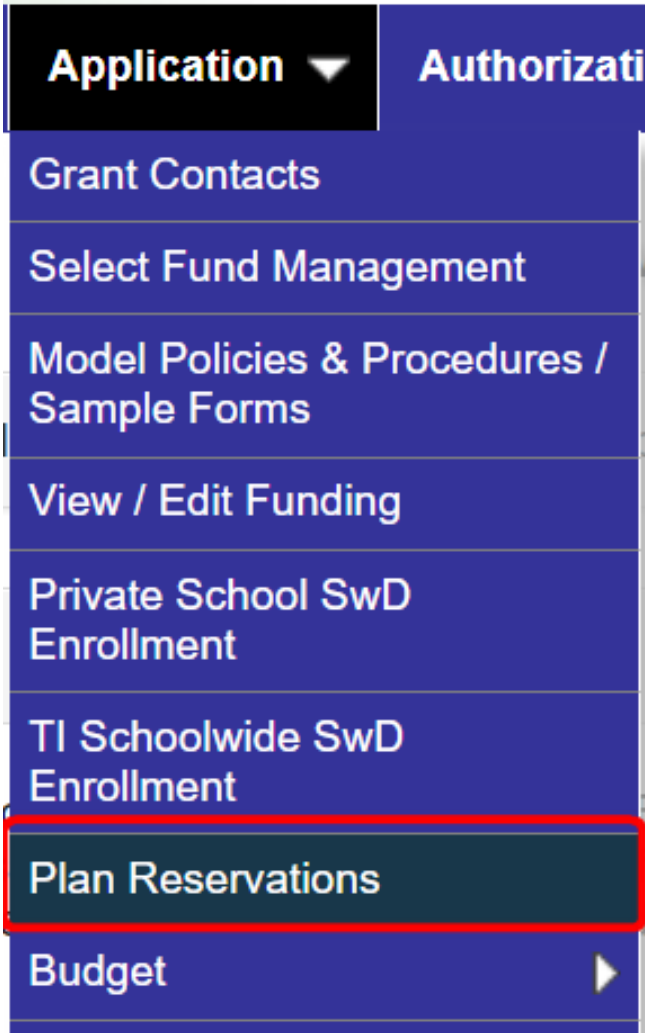 Application
Authorizati
Grant Contacts
Select Fund Management
Model Policies & Procedures /
Sample Forms
View / Edit Funding
Private School SwD
Enrollment
TI Schoolwide SwD
Enrollment
Plan Reservations
Budget